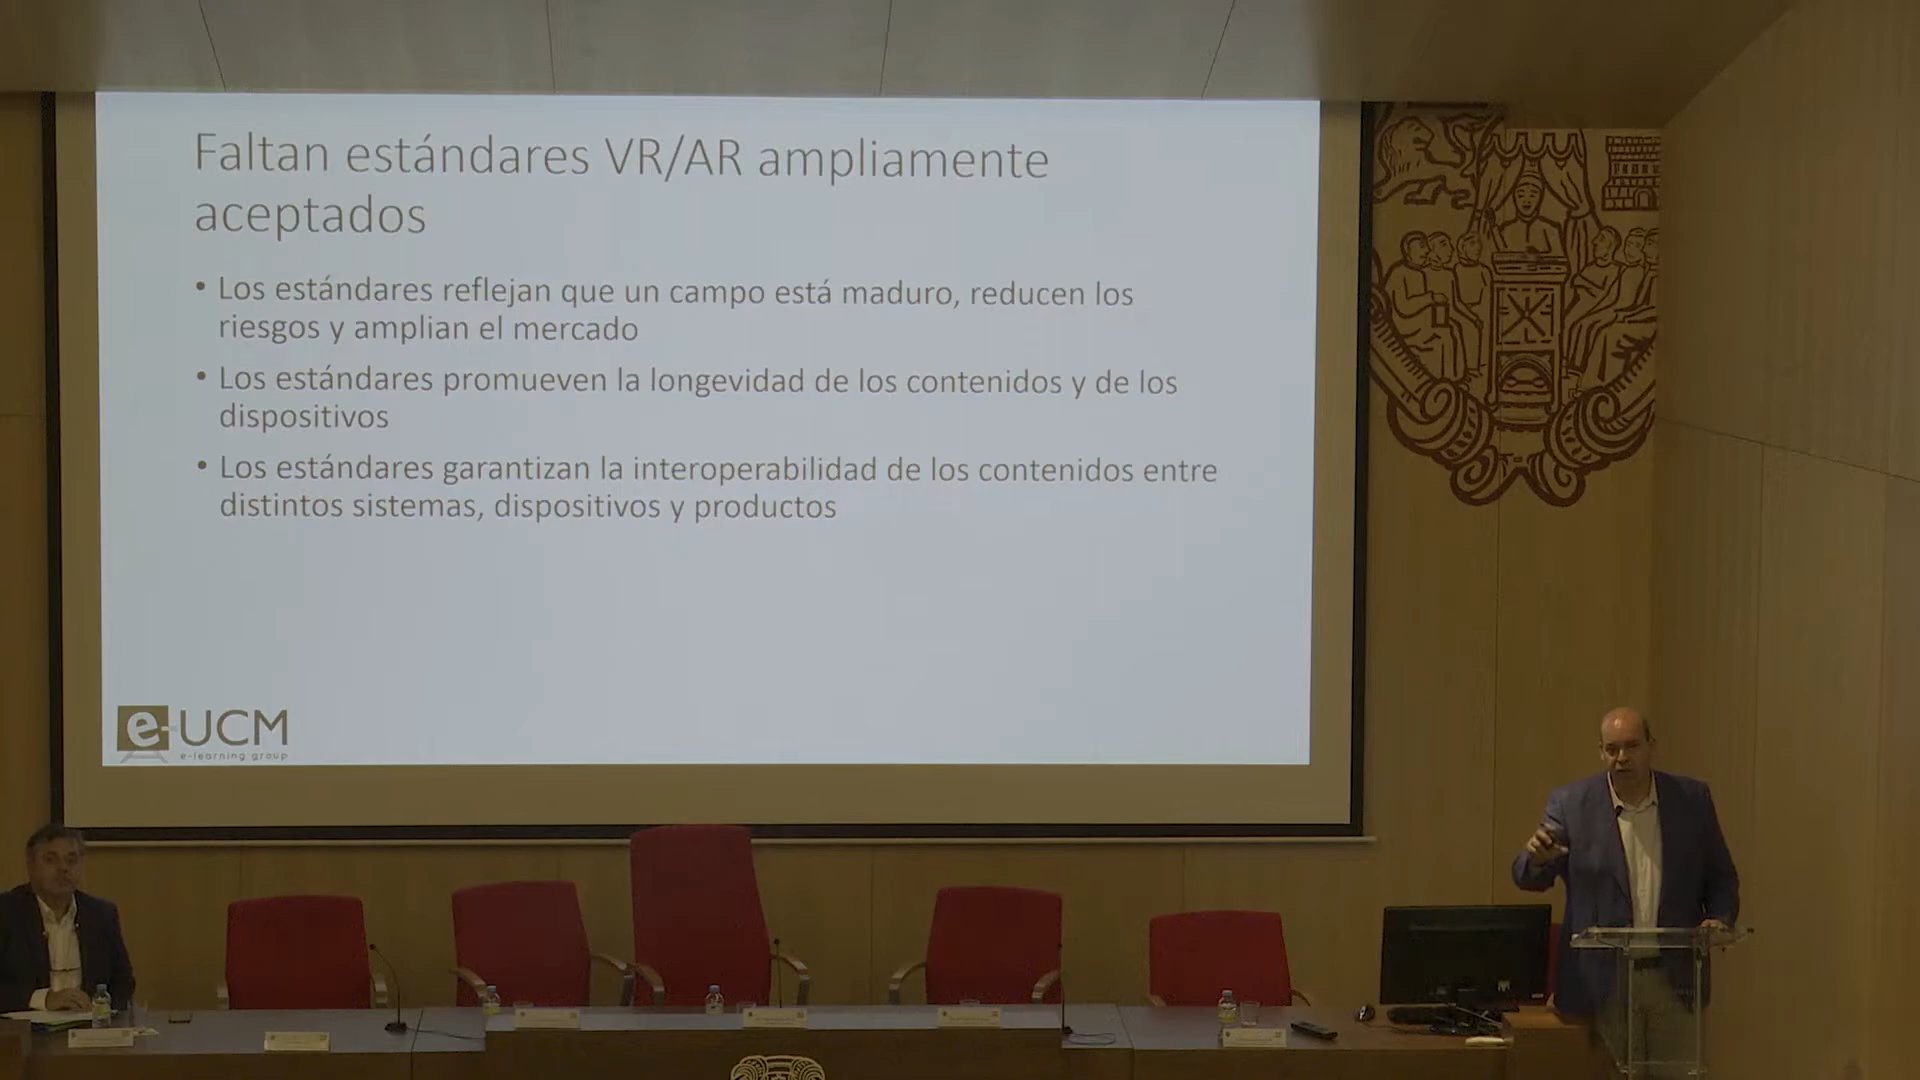 Faltan estándares VR/AR ampliamente
aceptados
• Los estándares reflejan que un campo está maduro, reducen los
riesgos y amplian el mercado
• Los estándares promueven la longevidad de los contenidos y de los
dispositivos
• Los estándares garantizan la interoperabilidad de los contenidos entre
distintos sistemas, dispositivos y productos
e-UCM
e-learning group